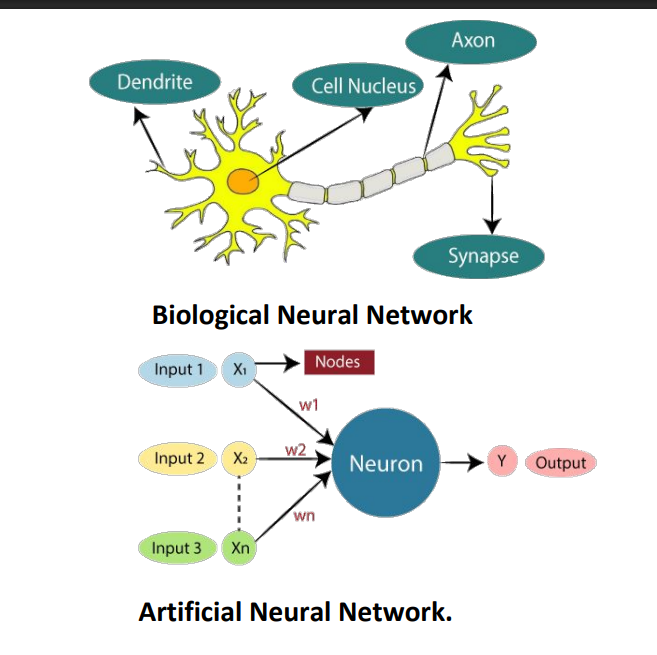 Axon
Dendrite
Cell Nucleus
Synapse
Biological Neural Network
Input 1 X₁ Nodes
w1
Input 2 X₂ w2 Neuron Y Output
wn
Input 3 Xn
Artificial Neural Network.